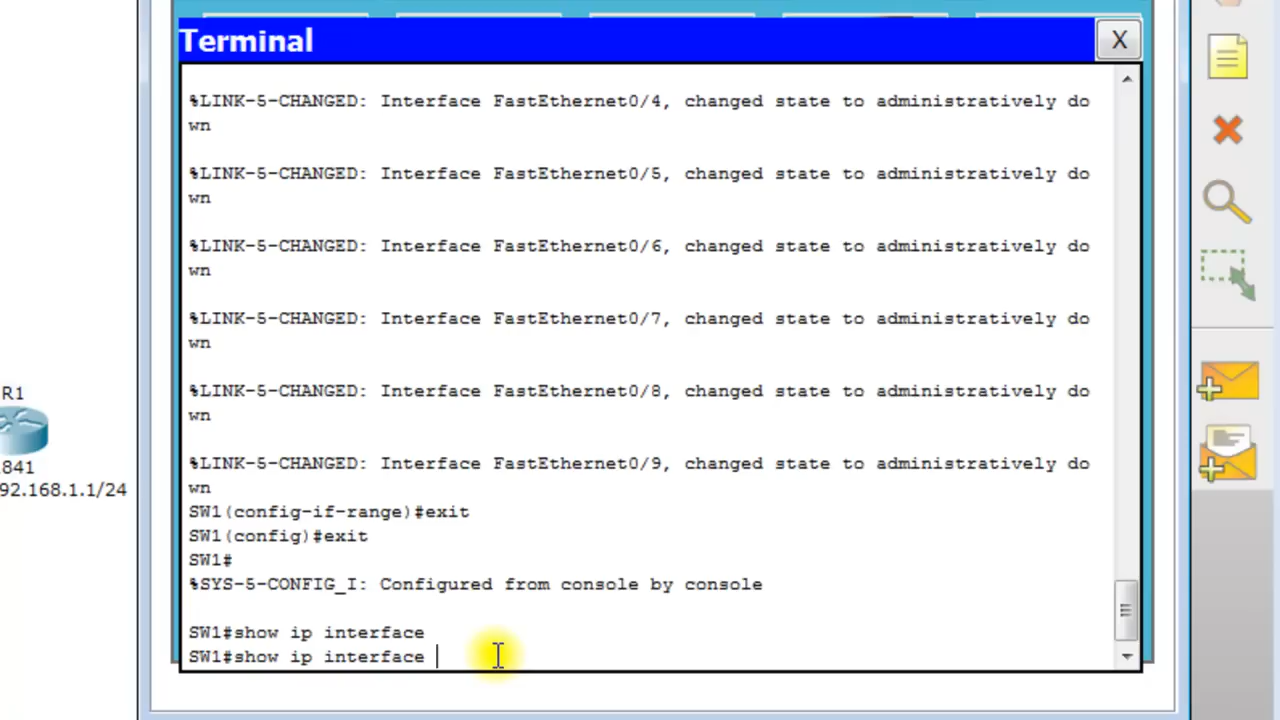 Terminal
X
%LINK-5-CHANGED: Interface FastEthernet0/4, changed state to administratively do
wn
%LINK-5-CHANGED: Interface FastEthernet0/5, changed state to administratively do
wn
%LINK-5-CHANGED: Interface FastEthernet0/6, changed state to administratively do
wn
%LINK-5-CHANGED: Interface FastEthernet0/7, changed state to administratively do
wn
%LINK-5-CHANGED: Interface FastEthernet0/8, changed state to administratively do
wn
%LINK-5-CHANGED: Interface FastEthernet0/9, changed state to administratively do
wn
SW1(config-if-range)#exit
SW1(config)#exit
SW1#
%SYS-5-CONFIG_I: Configured from console by console
SW1#show ip interface
SW1#show ip interface
R1
841
92.168.1.1/24